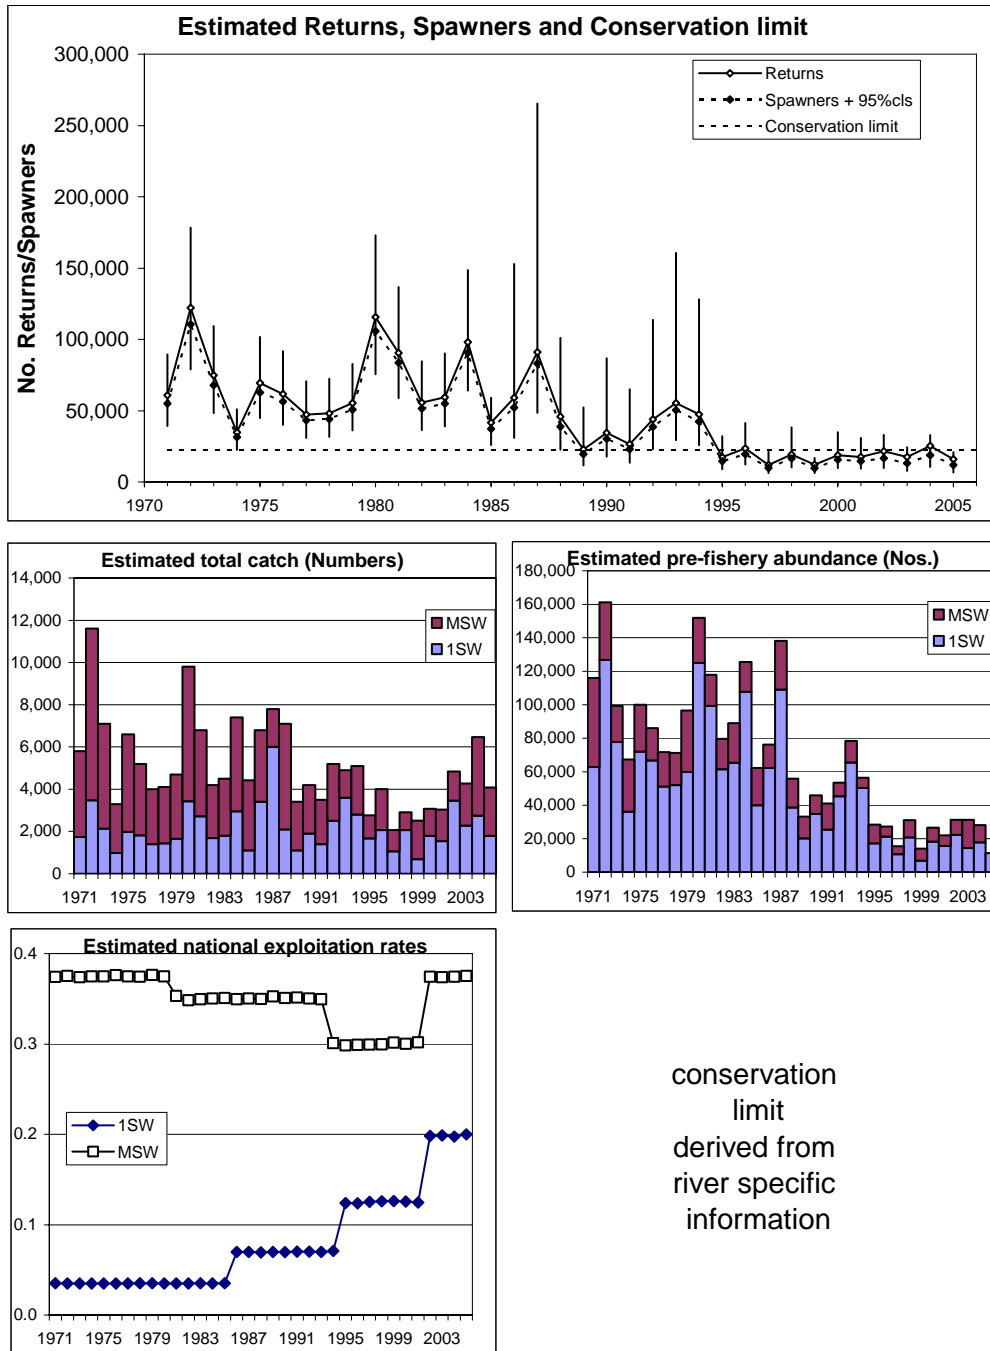 Estimated Returns, Spawners and Conservation limit
No. Returns/Spawners
300,000
250,000
200,000
150,000
100,000
50,000
0
1970 1975 1980 1985 1990 1995 2000 2005
Returns
Spawners + 95%cls
Conservation limit
Estimated total catch (Numbers)
14,000
12,000
10,000
8,000
6,000
4,000
2,000
0
1971 1975 1979 1983 1987 1991 1995 1999 2003
MSW
1SW
Estimated pre-fishery abundance (Nos.)
180,000
160,000
140,000
120,000
100,000
80,000
60,000
40,000
20,000
0
1971 1975 1979 1983 1987 1991 1995 1999 2003
MSW
1SW
Estimated national exploitation rates
0.4
0.3
0.2
0.1
0.0
1971 1975 1979 1983 1987 1991 1995 1999 2003
1SW
MSW
conservation
limit
derived from
river specific
information